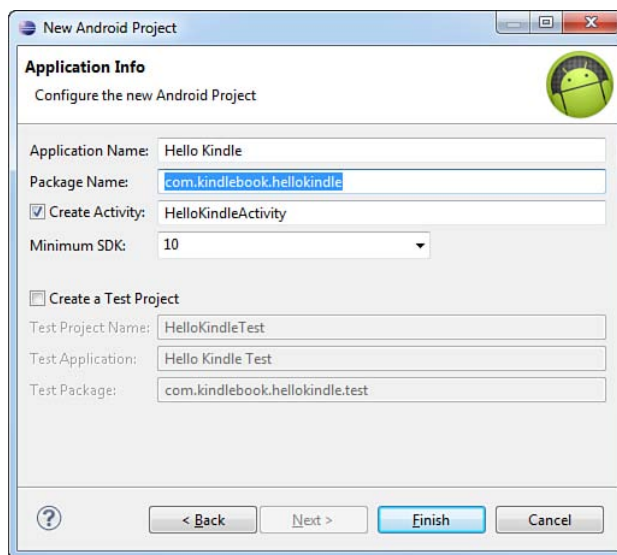 New Android Project
Application Info
Configure the new Android Project
Application Name: Hello Kindle
Package Name: com.kindlebook.hellokindle
Create Activity: HelloKindleActivity
Minimum SDK: 10
Create a Test Project
Test Project Name: HelloKindleTest
Test Application: Hello Kindle Test
Test Package: com.kindlebook.hellokindle.test
? < Back Next > Finish Cancel